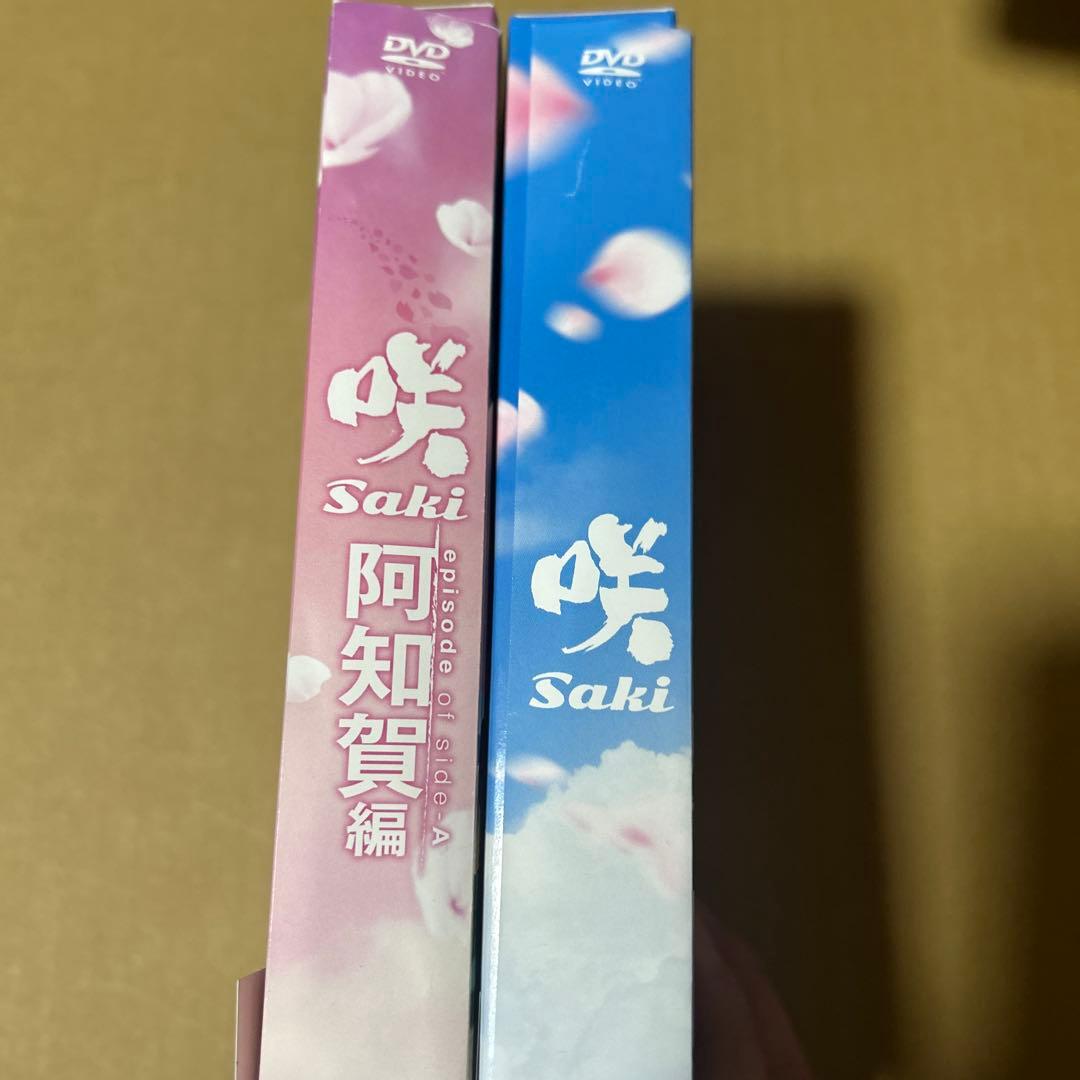 DVD
VIDEO
咲
Saki
阿知賀編
episode of side-A
DVD
VIDEO
咲
Saki